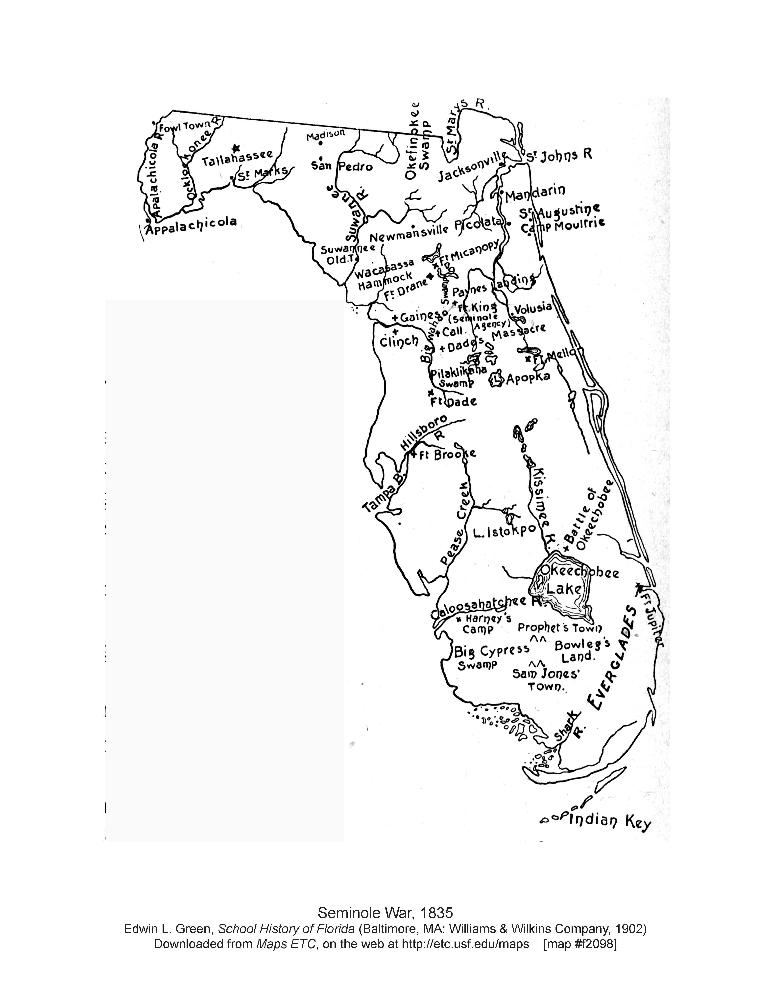 St Marys R.
Okefinokee
Swamp
Fowl Town
Ocklockonee R
Appalachicola R
Madison
Tallahassee
San Pedro
St Marks
St Johns R
Jacksonville
Mandarin
Suwannee R.
St Augustine
Camp Moultrie
Picolata
Appalachicola
Newmansville
Suwannee
Old.T.
Ft Micanopy
Wacasassa
Hammock
Ft Drane
Paynes Landing
Big Wahoo Swamp
Ft King
(Seminole
Agency)
Volusia
Gaines
Call.
Clinch
Dade's Massacre
Ft. Mellon
Pilaklikaha
Swamp
L. Apopka
Ft Dade
Hillsboro
R
Ft Brooke
Tampa B.
Pease Creek
Kissimee R.
L. Istokpo
Battle of
Okeechobee
Okeechobee
Lake
Caloosahatchee R.
Ft. Jupiter
Harney's
Camp
Prophet's Town
Bowleg's
Land.
Big Cypress
Swamp
Sam Jones'
Town.
EVERGLADES
Shark
R.
Indian Key
Seminole War, 1835
Edwin L. Green, School History of Florida (Baltimore, MA: Williams & Wilkins Company, 1902)
Downloaded from Maps ETC, on the web at http://etc.usf.edu/maps [map #f2098]